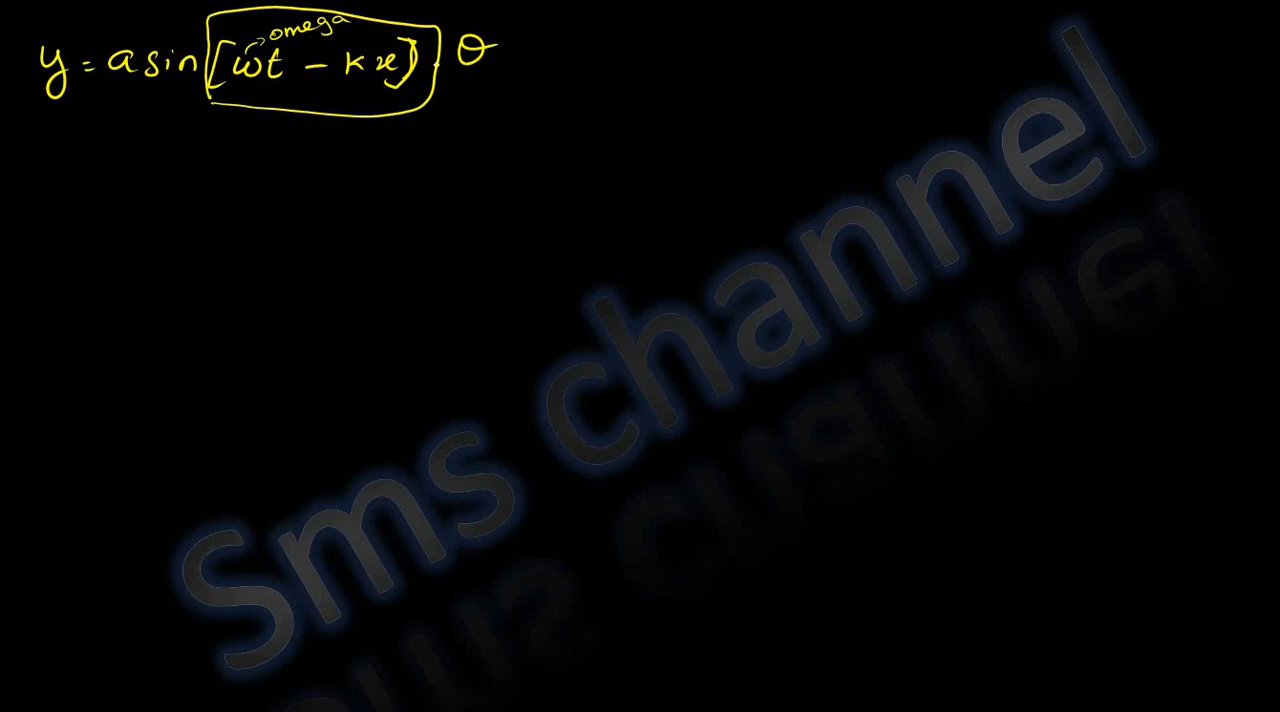 omega
y = a sin [ωt - kx] θ
Sms channel